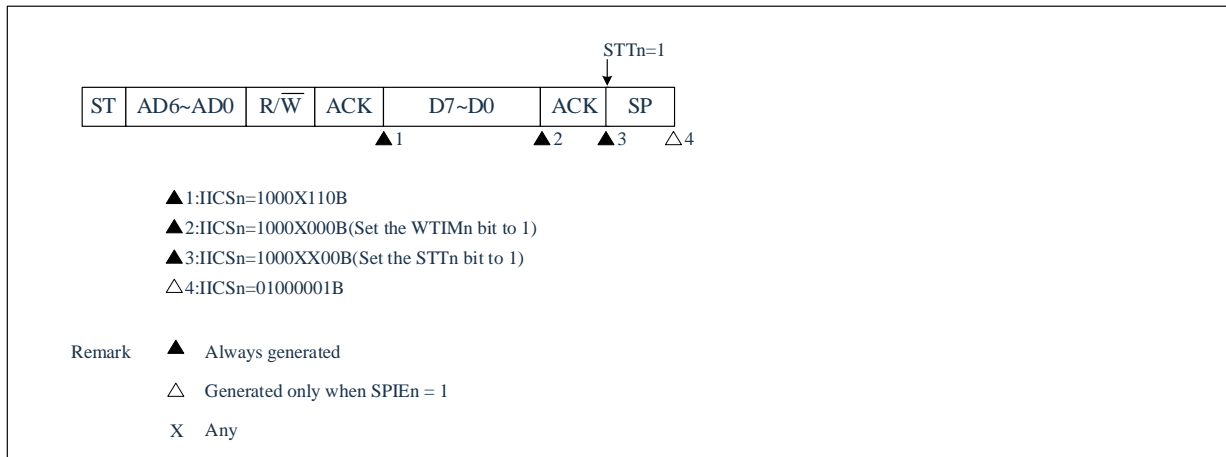 STTn=1
ST AD6~AD0 R/W̅ ACK D7~D0 ACK SP
▲1 ▲2 ▲3 △4
▲1:IICSn=1000X110B
▲2:IICSn=1000X000B(Set the WTIMn bit to 1)
▲3:IICSn=1000XX00B(Set the STTn bit to 1)
△4:IICSn=01000001B
Remark ▲ Always generated
△ Generated only when SPIEn = 1
X Any